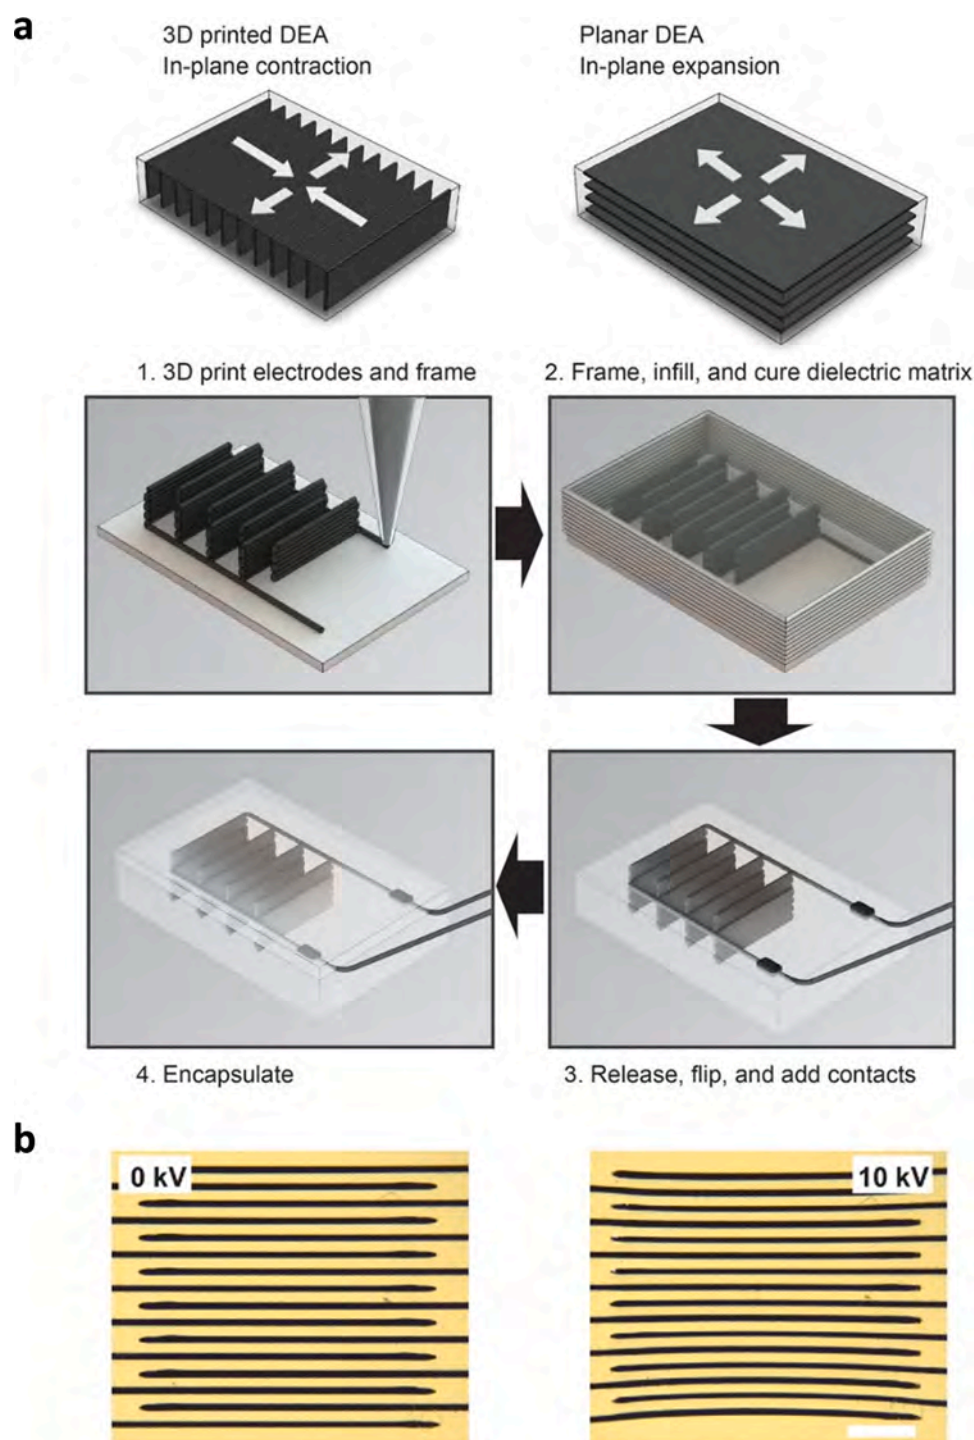 a
3D printed DEA
In-plane contraction
Planar DEA
In-plane expansion
1. 3D print electrodes and frame
2. Frame, infill, and cure dielectric matrix
4. Encapsulate
3. Release, flip, and add contacts
b
0 kV
10 kV